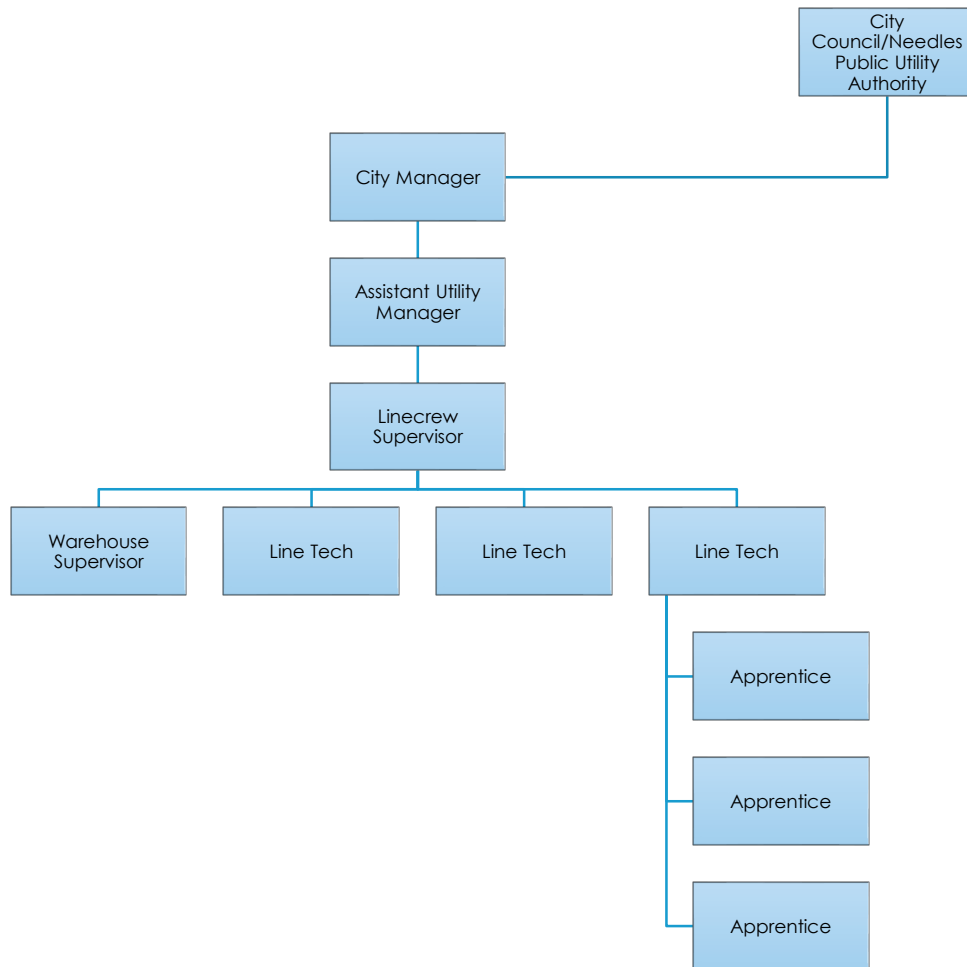 City
Council/Needles
Public Utility
Authority
City Manager
Assistant Utility
Manager
Linecrew
Supervisor
Warehouse
Supervisor
Line Tech
Line Tech
Line Tech
Apprentice
Apprentice
Apprentice